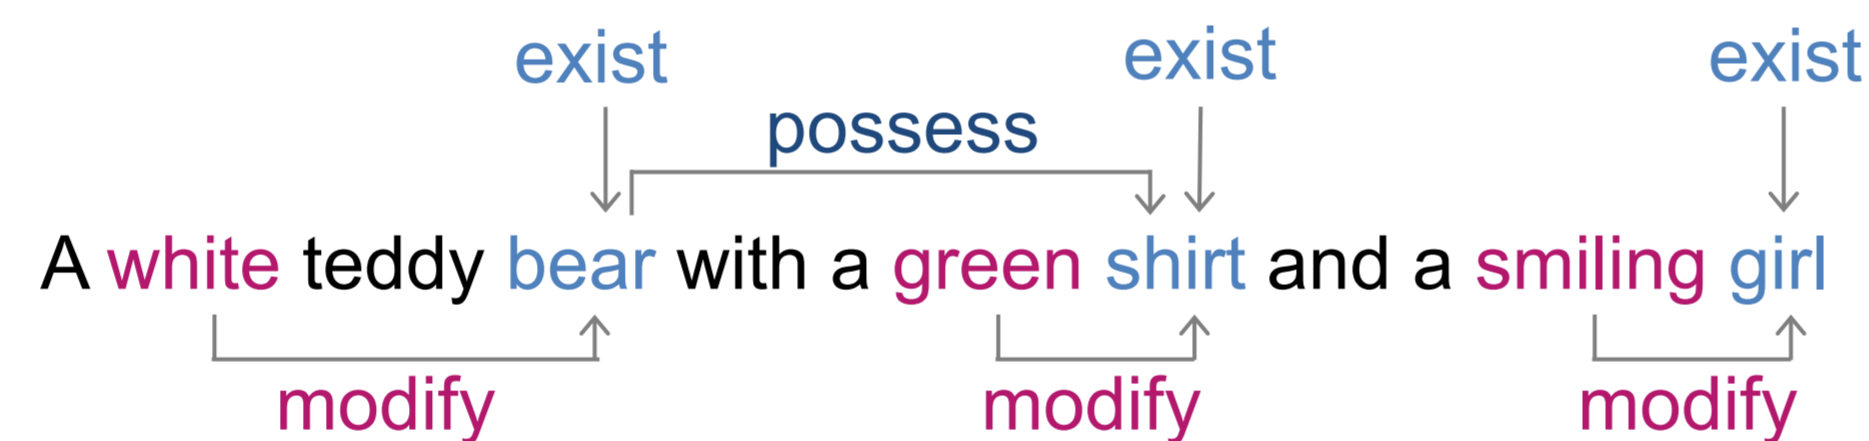 exist exist exist
possess
A white teddy bear with a green shirt and a smiling girl
modify modify modify